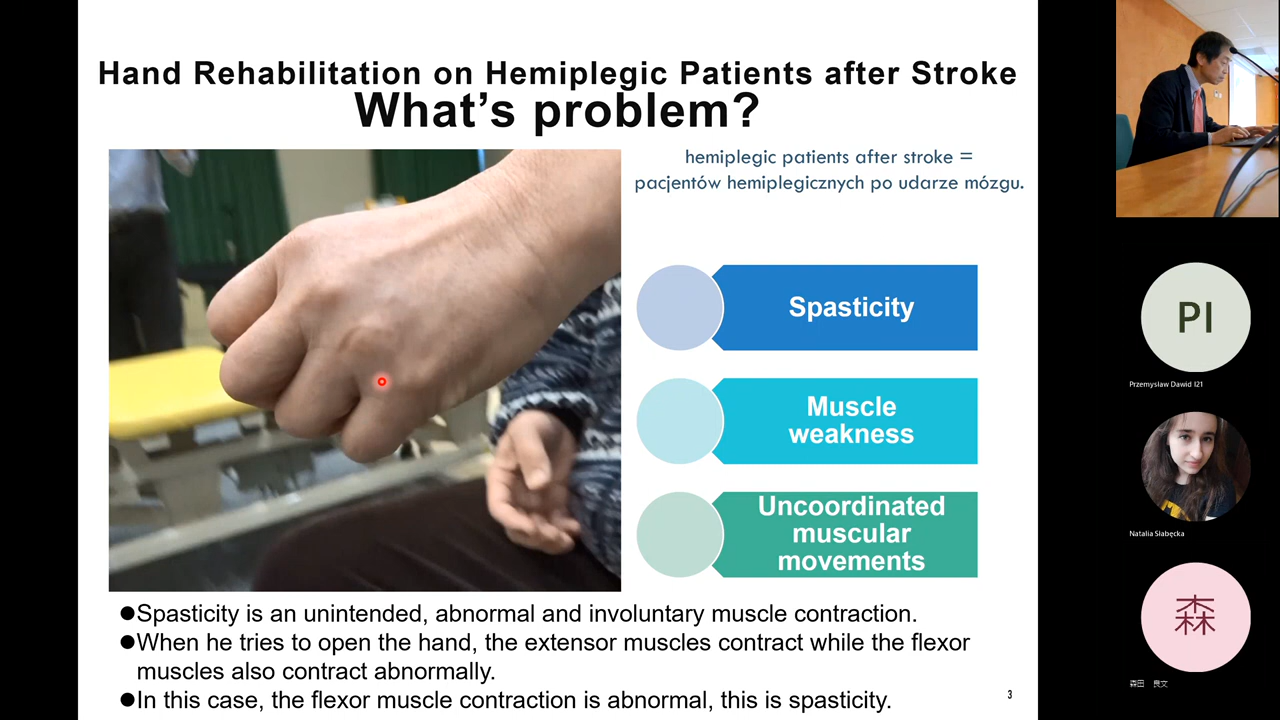 Hand Rehabilitation on Hemiplegic Patients after Stroke
What's problem?
hemiplegic patients after stroke =
pacjentów hemiplegicznych po udarze mózgu.
Spasticity
Muscle
weakness
Uncoordinated
muscular
movements
●Spasticity is an unintended, abnormal and involuntary muscle contraction.
●When he tries to open the hand, the extensor muscles contract while the flexor
muscles also contract abnormally.
●In this case, the flexor muscle contraction is abnormal, this is spasticity.
3
PI
Przemysław Dawid I21
Natalia Słabęcka
森
森田 良文